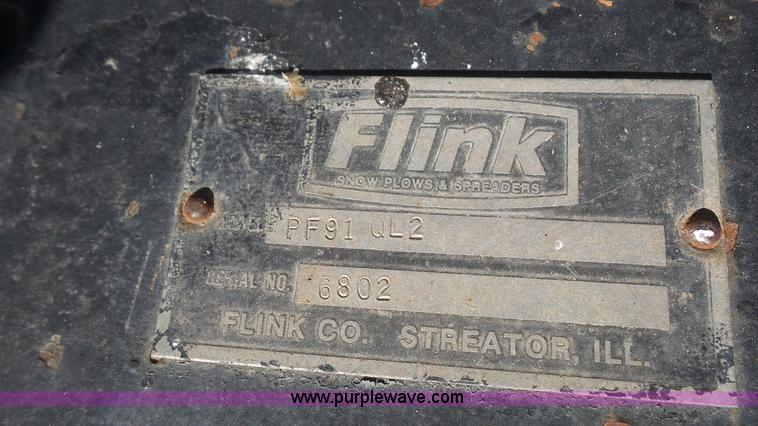 Flink
SNOW PLOWS & SPREADERS
PF91 QL2
SERIAL NO. 6802
FLINK CO. STREATOR, ILL.
www.purplewave.com